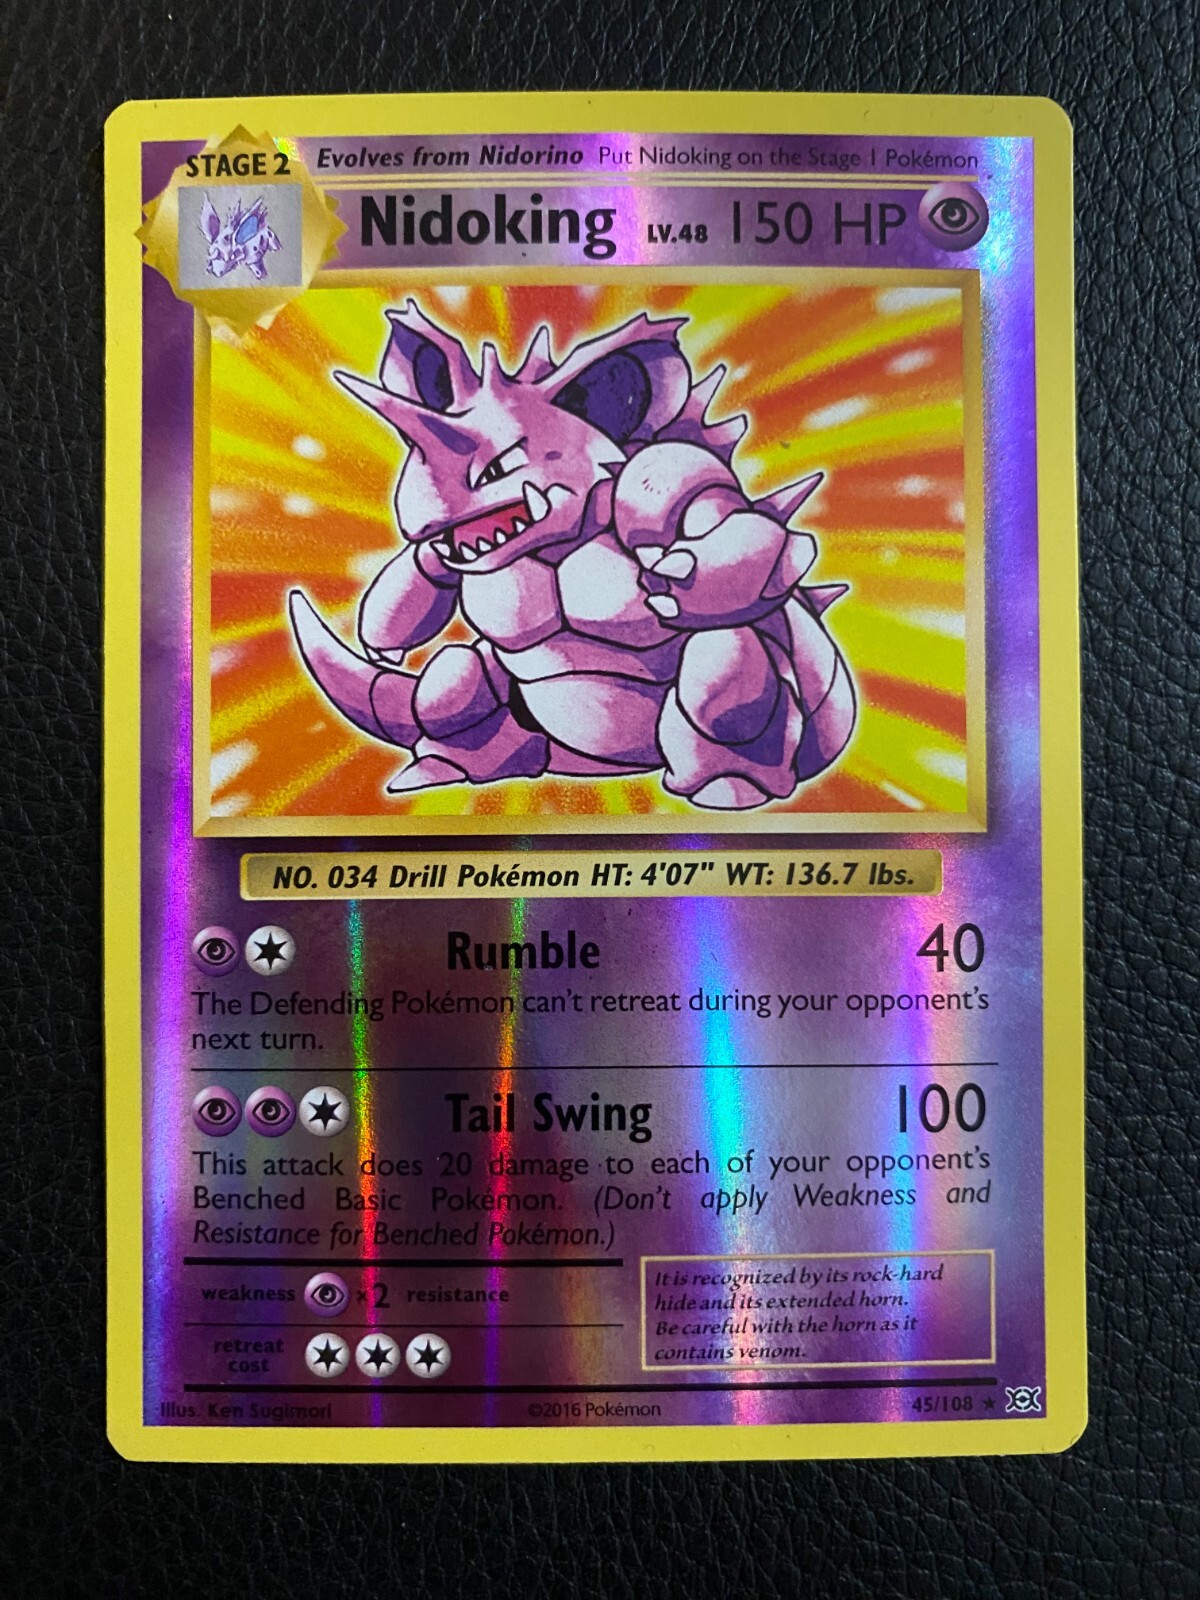 STAGE 2 Evolves from Nidorino Put Nidoking on the Stage 1 Pokémon
Nidoking LV.48 150 HP
NO. 034 Drill Pokémon HT: 4'07" WT: 136.7 lbs.
Rumble 40
The Defending Pokémon can't retreat during your opponent's
next turn.
Tail Swing 100
This attack does 20 damage to each of your opponent's
Benched Basic Pokémon. (Don't apply Weakness and
Resistance for Benched Pokémon.)
weakness ×2 resistance
retreat
cost
It is recognized by its rock-hard
hide and its extended horn.
Be careful with the horn as it
contains venom.
Illus. Ken Sugimori ©2016 Pokémon 45/108 ★